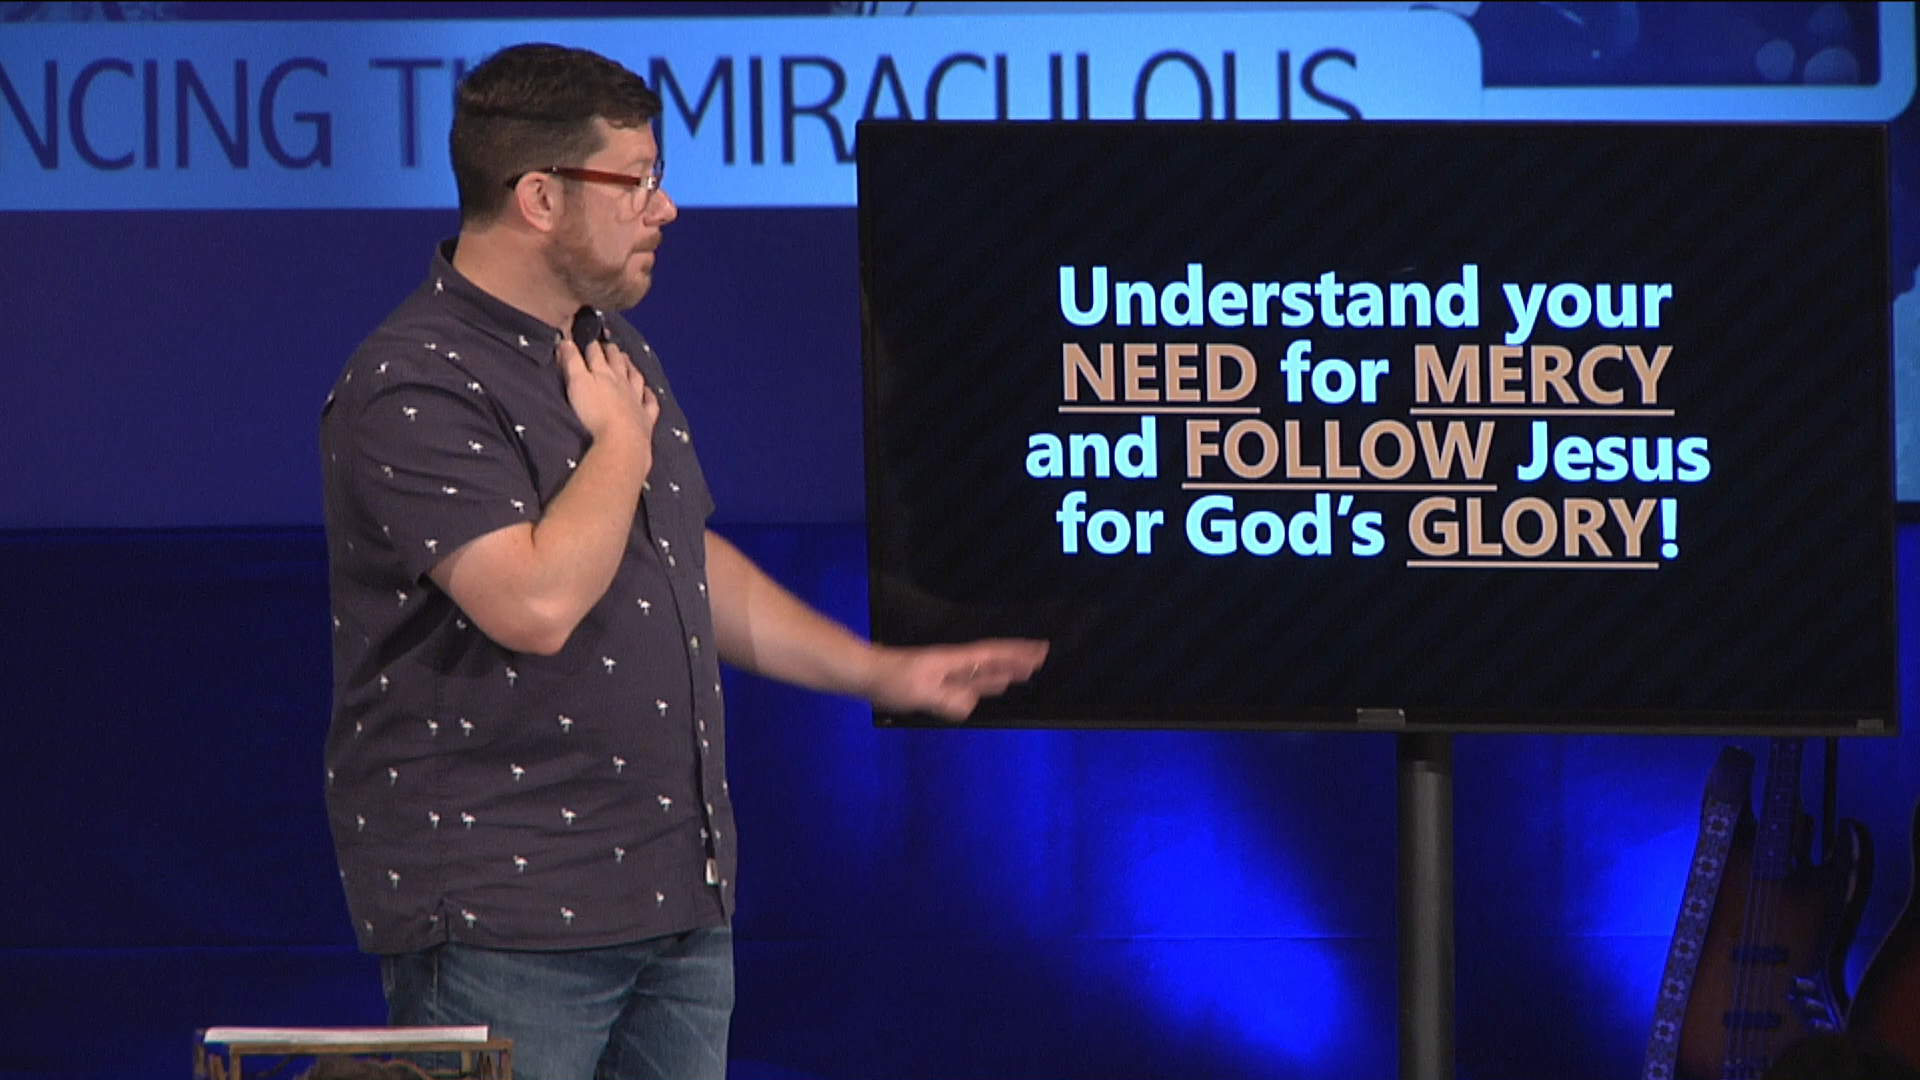 NCING T MIRACULOUS
Understand your
NEED for MERCY
and FOLLOW Jesus
for God's GLORY!